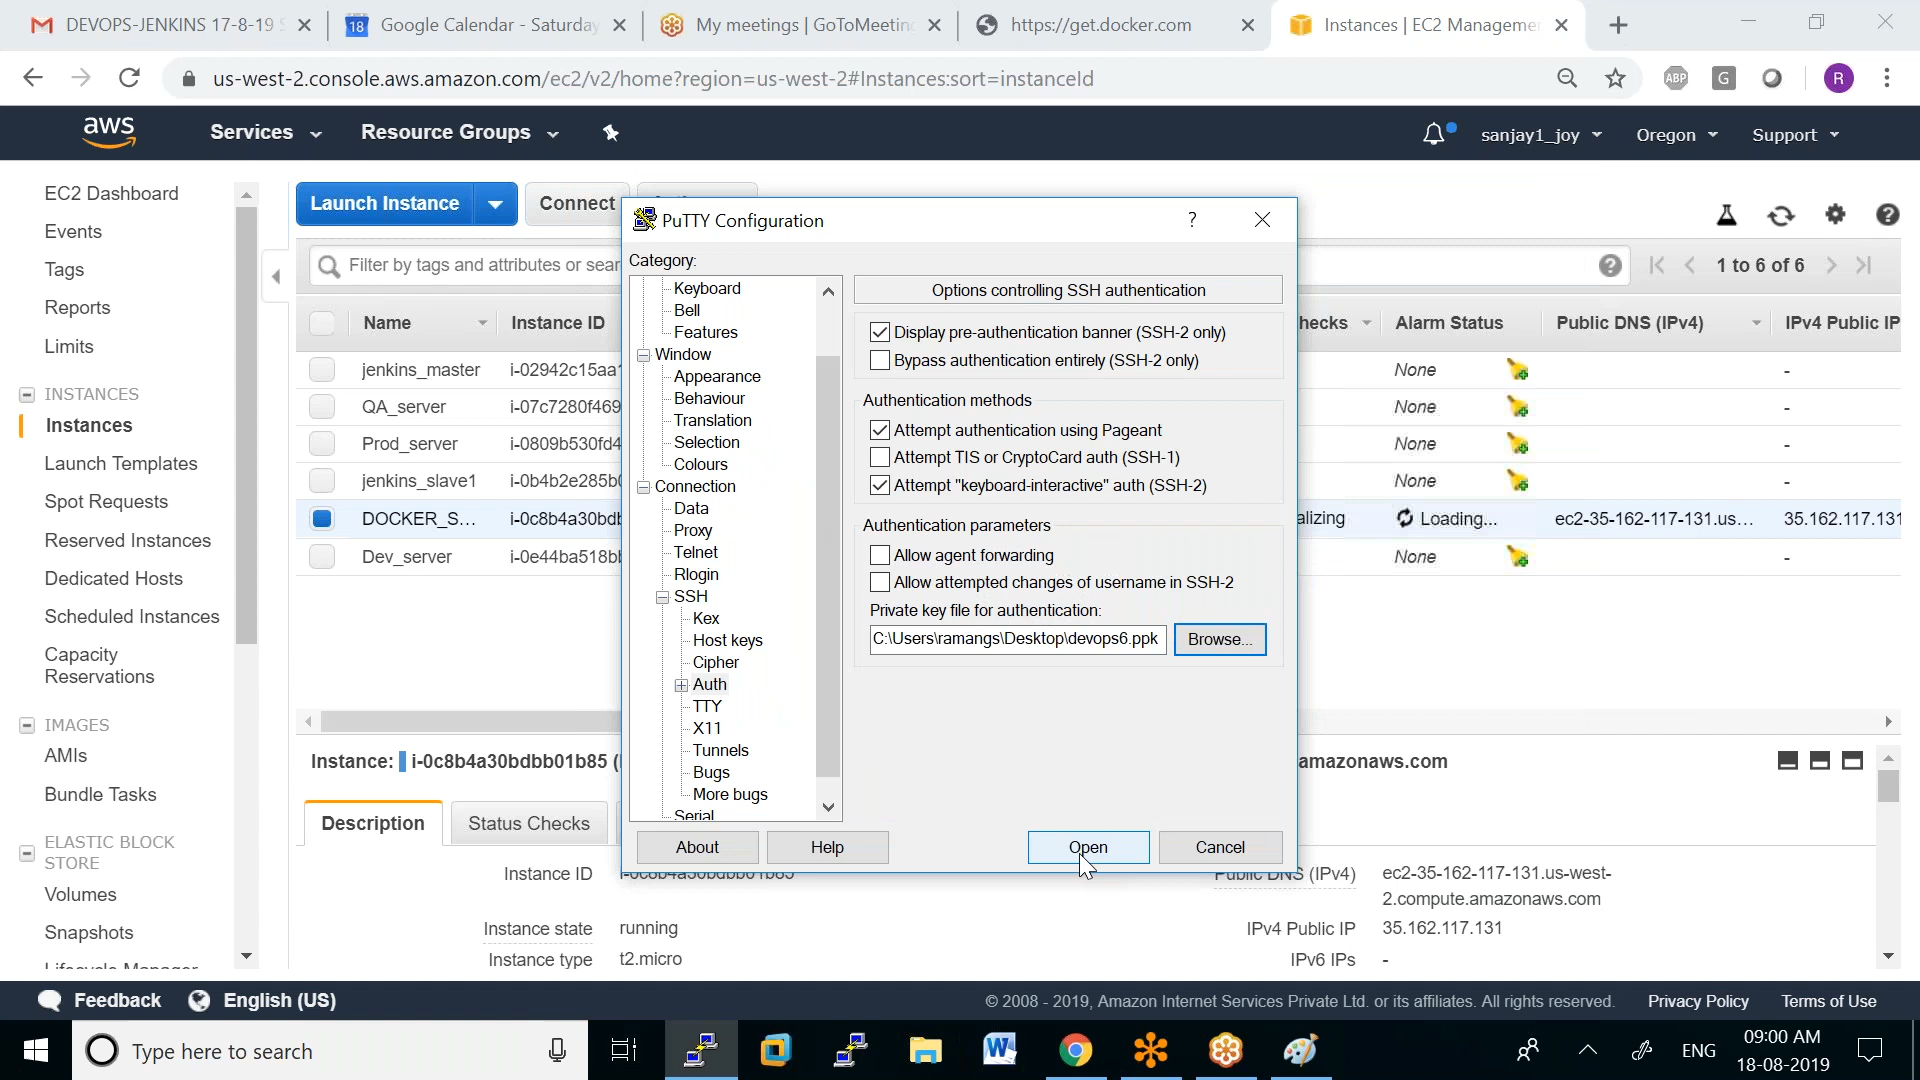 DEVOPS-JENKINS 17-8-19
Google Calendar - Saturday
My meetings | GoToMeeting
https://get.docker.com
Instances | EC2 Manageme
us-west-2.console.aws.amazon.com/ec2/v2/home?region=us-west-2#Instances:sort=instanceId
ABP
G
R
aws
Services
Resource Groups
sanjay1_joy
Oregon
Support
EC2 Dashboard
Events
Tags
Reports
Limits
INSTANCES
Instances
Launch Templates
Spot Requests
Reserved Instances
Dedicated Hosts
Scheduled Instances
Capacity
Reservations
IMAGES
AMIs
Bundle Tasks
ELASTIC BLOCK
STORE
Volumes
Snapshots
Lifecycle Manager
Launch Instance
Connect
Filter by tags and attributes or sear
1 to 6 of 6
Name
Instance ID
hecks
Alarm Status
Public DNS (IPv4)
IPv4 Public IP
jenkins_master
i-02942c15aa
None
-
QA_server
i-07c7280f469
None
-
Prod_server
i-0809b530fd4
None
-
jenkins_slave1
i-0b4b2e285b
None
-
DOCKER_S...
i-0c8b4a30bdb
alizing
Loading...
ec2-35-162-117-131.us...
35.162.117.131
Dev_server
i-0e44ba518b
None
-
PuTTY Configuration
?
Category:
Keyboard
Bell
Features
Window
Appearance
Behaviour
Translation
Selection
Colours
Connection
Data
Proxy
Telnet
Rlogin
SSH
Kex
Host keys
Cipher
Auth
TTY
X11
Tunnels
Bugs
More bugs
Serial
Options controlling SSH authentication
Display pre-authentication banner (SSH-2 only)
Bypass authentication entirely (SSH-2 only)
Authentication methods
Attempt authentication using Pageant
Attempt TIS or CryptoCard auth (SSH-1)
Attempt "keyboard-interactive" auth (SSH-2)
Authentication parameters
Allow agent forwarding
Allow attempted changes of username in SSH-2
Private key file for authentication:
C:\Users\ramangs\Desktop\devops6.ppk
Browse...
About
Help
Open
Cancel
Instance: i-0c8b4a30bdbb01b85 (
amazonaws.com
Description
Status Checks
Instance ID
i-0c8b4a30bdbb01b85
Instance state
running
Instance type
t2.micro
Public DNS (IPv4)
ec2-35-162-117-131.us-west-
2.compute.amazonaws.com
IPv4 Public IP
35.162.117.131
IPv6 IPs
-
Feedback
English (US)
© 2008 - 2019, Amazon Internet Services Private Ltd. or its affiliates. All rights reserved.
Privacy Policy
Terms of Use
Type here to search
ENG
09:00 AM
18-08-2019